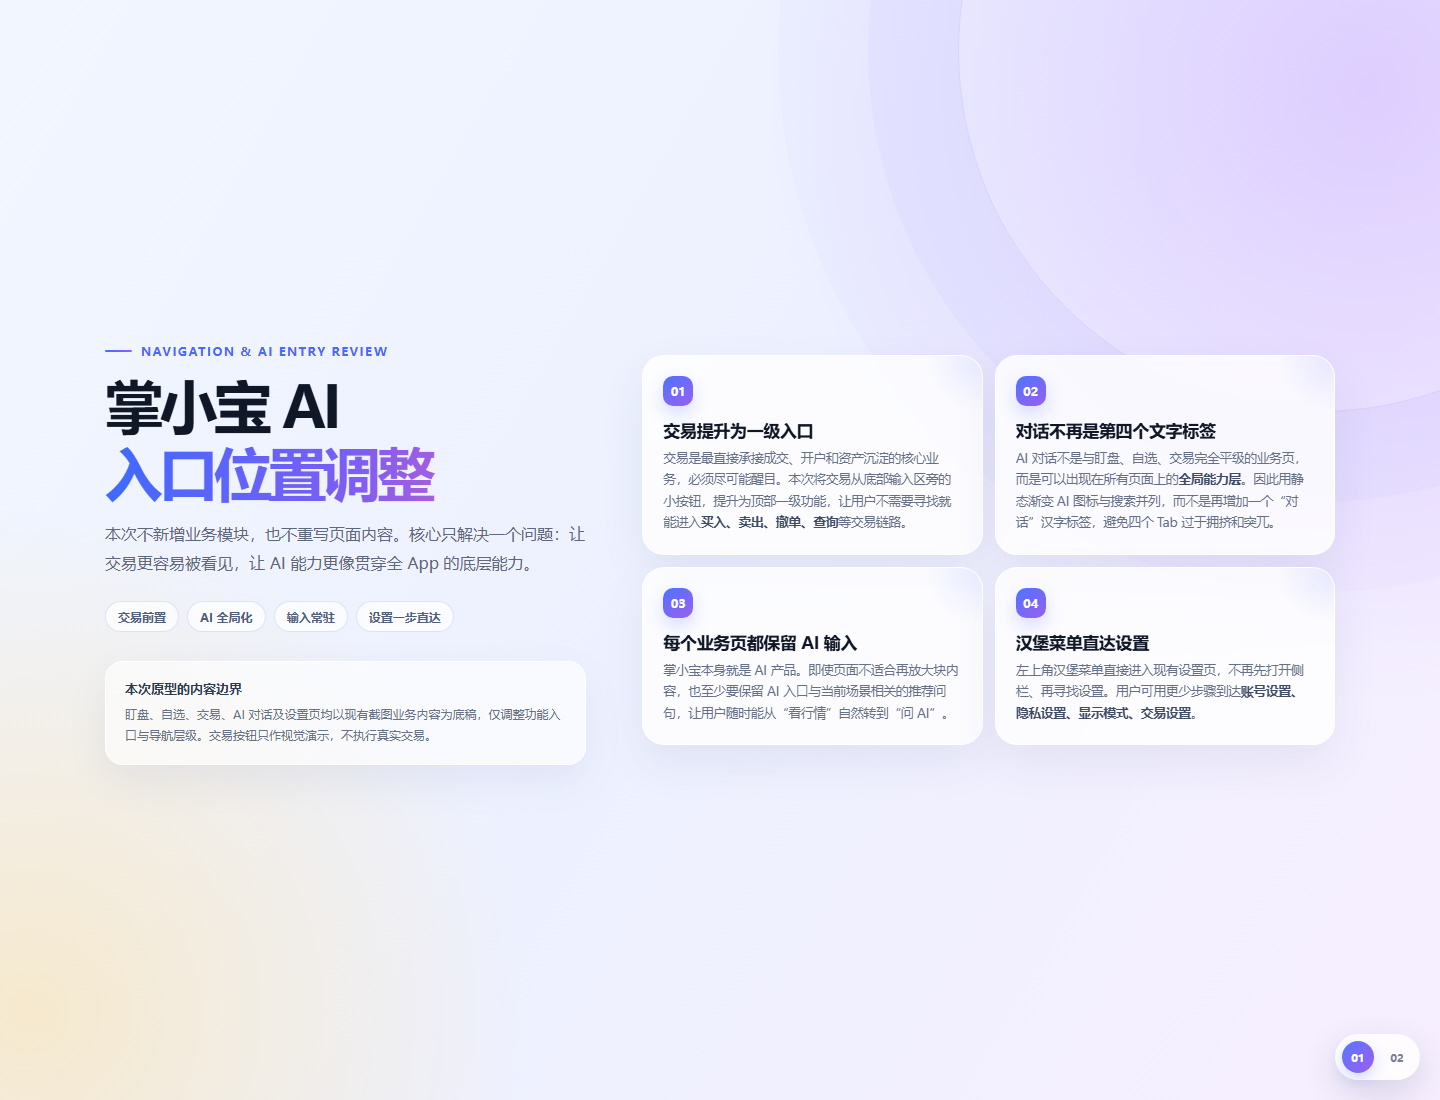 NAVIGATION & AI ENTRY REVIEW
掌小宝 AI
入口位置调整
本次不新增业务模块，也不重写页面内容。核心只解决一个问题：让
交易更容易被看见，让 AI 能力更像贯穿全 App 的底层能力。
交易前置
AI 全局化
输入常驻
设置一步直达
本次原型的内容边界
盯盘、自选、交易、AI 对话及设置页均以现有截图业务内容为底稿，仅调整功能入
口与导航层级。交易按钮只作视觉演示，不执行真实交易。
01
交易提升为一级入口
交易是最直接承接成交、开户和资产沉淀的核心业
务，必须尽可能醒目。本次将交易从底部输入区旁的
小按钮，提升为顶部一级功能，让用户不需要寻找就
能进入买入、卖出、撤单、查询等交易链路。
02
对话不再是第四个文字标签
AI 对话不是与盯盘、自选、交易完全平级的业务页，
而是可以出现在所有页面上的全局能力层。因此用静
态渐变 AI 图标与搜索并列，而不是再增加一个“对
话”汉字标签，避免四个 Tab 过于拥挤和突兀。
03
每个业务页都保留 AI 输入
掌小宝本身就是 AI 产品。即使页面不适合再放大块内
容，也至少要保留 AI 入口与当前场景相关的推荐问
句，让用户随时能从“看行情”自然转到“问 AI”。
04
汉堡菜单直达设置
左上角汉堡菜单直接进入现有设置页，不再先打开侧
栏、再寻找设置。用户可用更少步骤到达账号设置、
隐私设置、显示模式、交易设置。
01
02